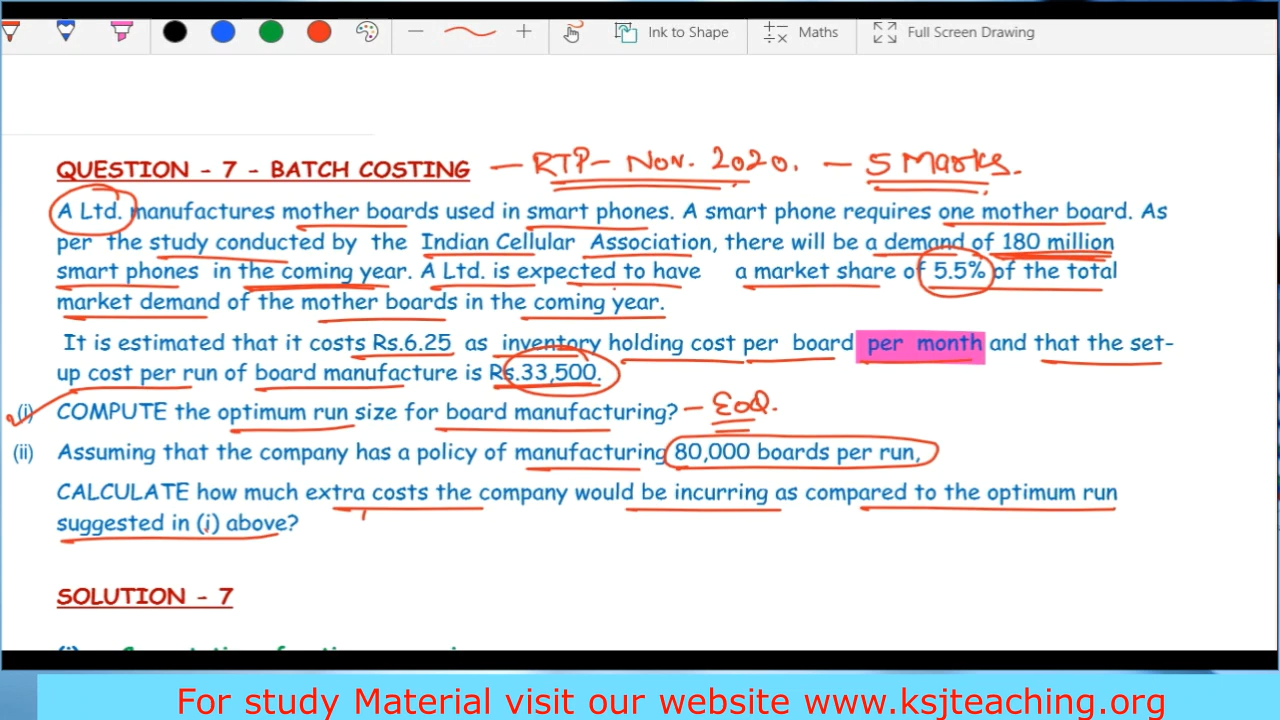 Ink to Shape Maths Full Screen Drawing
QUESTION - 7 - BATCH COSTING - RTP - Nov. 2020. - 5 Marks.
A Ltd. manufactures mother boards used in smart phones. A smart phone requires one mother board. As
per the study conducted by the Indian Cellular Association, there will be a demand of 180 million
smart phones in the coming year. A Ltd. is expected to have a market share of 5.5% of the total
market demand of the mother boards in the coming year.
It is estimated that it costs Rs.6.25 as inventory holding cost per board per month and that the set-
up cost per run of board manufacture is Rs.33,500.
(i) COMPUTE the optimum run size for board manufacturing? - EOQ.
(ii) Assuming that the company has a policy of manufacturing 80,000 boards per run,
CALCULATE how much extra costs the company would be incurring as compared to the optimum run
suggested in (i) above?
SOLUTION - 7
For study Material visit our website www.ksjteaching.org